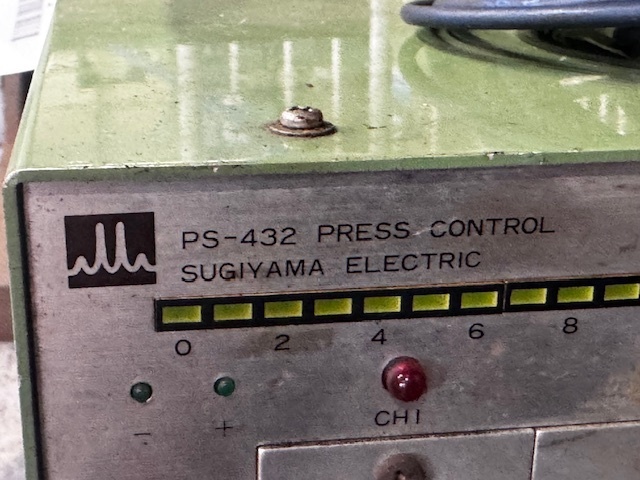 PS-432 PRESS CONTROL
SUGIYAMA ELECTRIC
0 2 4 6 8
- +
CH1